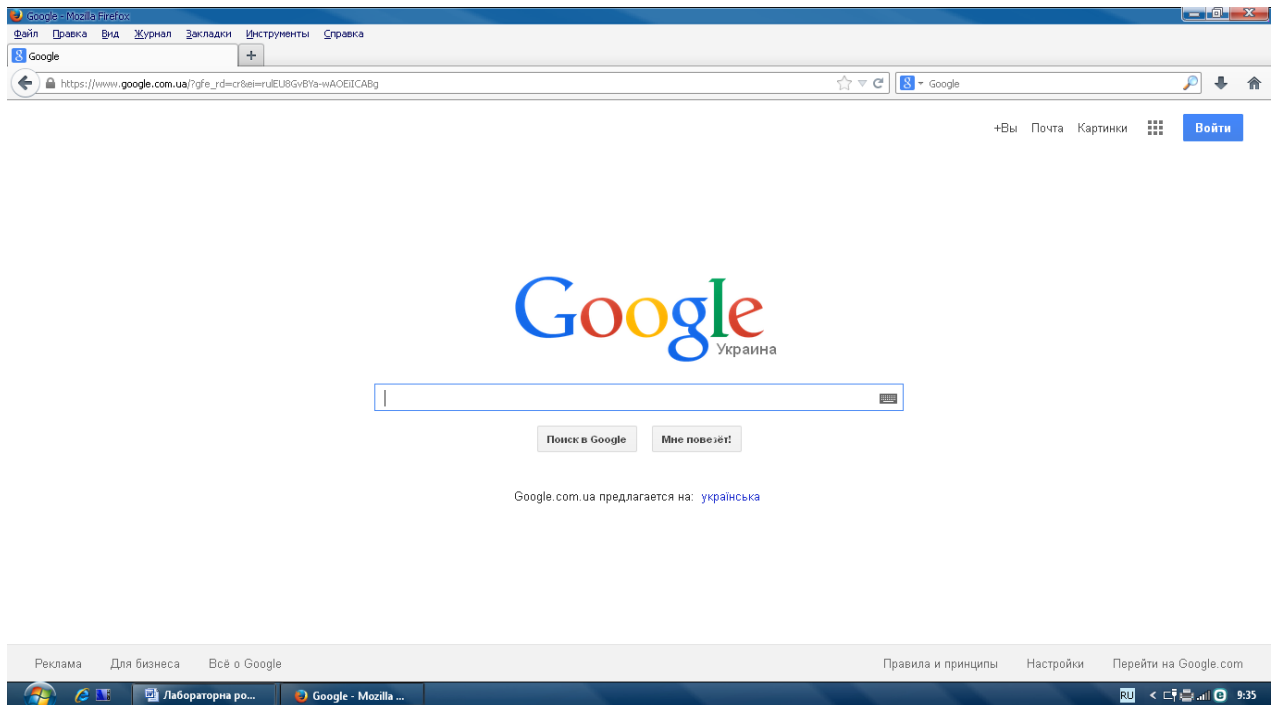 Google - Mozilla Firefox
Файл Правка Вид Журнал Закладки Инструменты Справка
Google
https://www.google.com.ua/?gfe_rd=cr&ei=rulEU8GvBYa-wAOEiICABg Google
+Вы Почта Картинки Войти
Google
Украина
Поиск в Google Мне повезёт!
Google.com.ua предлагается на: українська
Реклама Для бизнеса Всё о Google Правила и принципы Настройки Перейти на Google.com
Лабораторна ро... Google - Mozilla ... RU 9:35